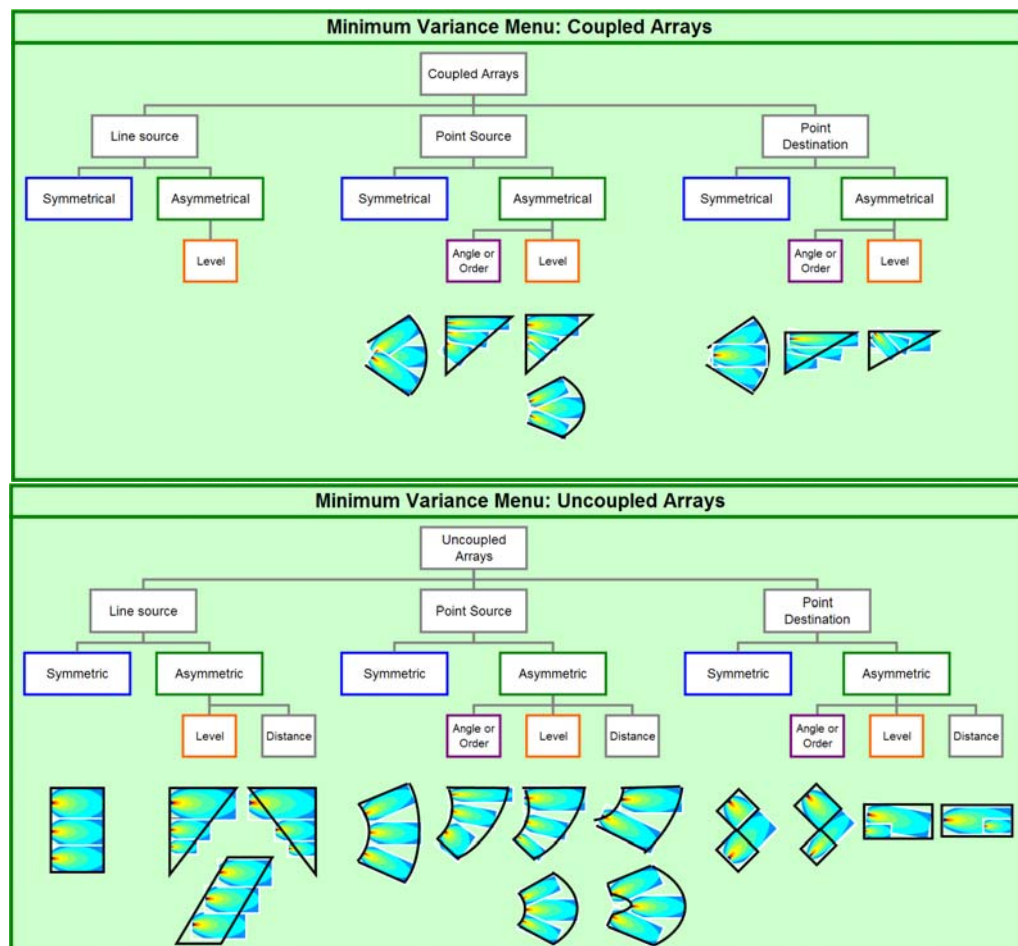 Minimum Variance Menu: Coupled Arrays
Coupled Arrays
Line source
Point Source
Point
Destination
Symmetrical
Asymmetrical
Symmetrical
Asymmetrical
Symmetrical
Asymmetrical
Level
Angle or
Order
Level
Angle or
Order
Level
Minimum Variance Menu: Uncoupled Arrays
Uncoupled
Arrays
Line source
Point Source
Point
Destination
Symmetric
Asymmetric
Symmetric
Asymmetric
Symmetric
Asymmetric
Level
Distance
Angle or
Order
Level
Distance
Angle or
Order
Level
Distance